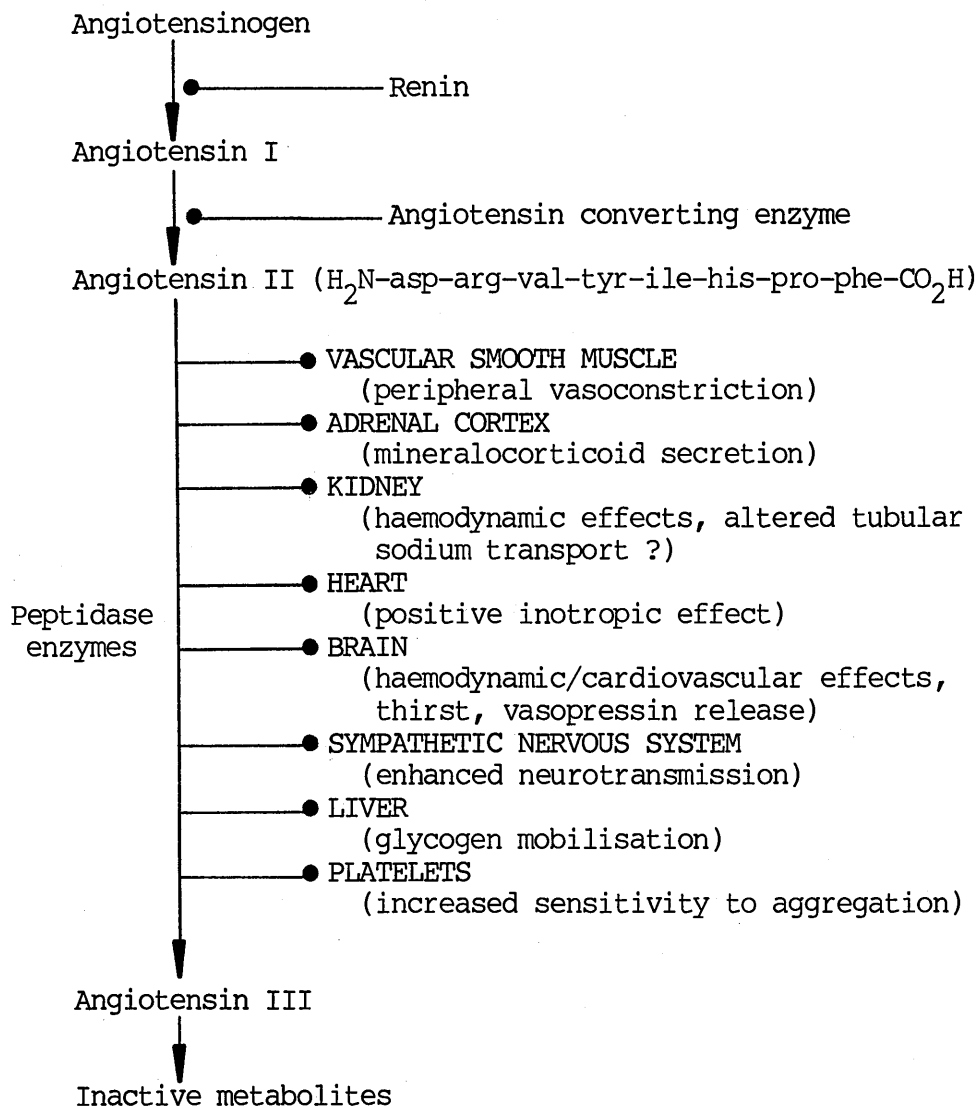 Angiotensinogen
Renin
Angiotensin I
Angiotensin converting enzyme
Angiotensin II (H₂N-asp-arg-val-tyr-ile-his-pro-phe-CO₂H)
VASCULAR SMOOTH MUSCLE
(peripheral vasoconstriction)
ADRENAL CORTEX
(mineralocorticoid secretion)
KIDNEY
(haemodynamic effects, altered tubular
sodium transport ?)
HEART
(positive inotropic effect)
Peptidase
enzymes
BRAIN
(haemodynamic/cardiovascular effects,
thirst, vasopressin release)
SYMPATHETIC NERVOUS SYSTEM
(enhanced neurotransmission)
LIVER
(glycogen mobilisation)
PLATELETS
(increased sensitivity to aggregation)
Angiotensin III
Inactive metabolites